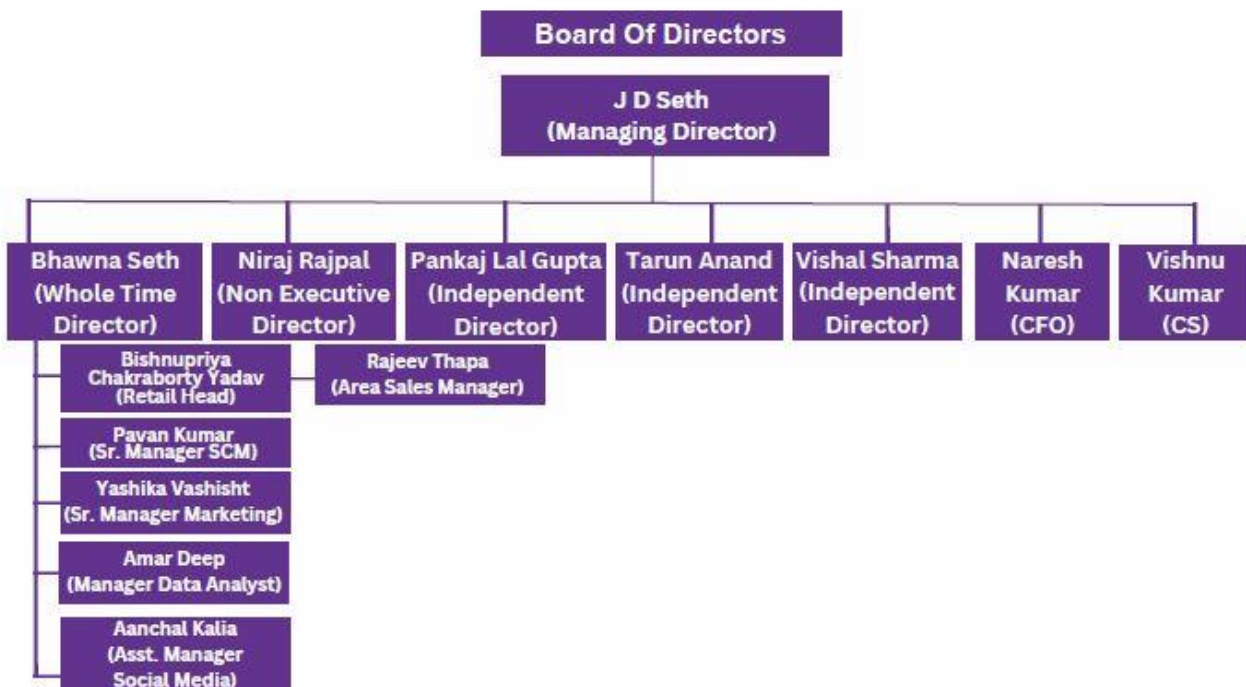 Board Of Directors
J D Seth
(Managing Director)
Bhawna Seth
(Whole Time
Director)
Niraj Rajpal
(Non Executive
Director)
Pankaj Lal Gupta
(Independent
Director)
Tarun Anand
(Independent
Director)
Vishal Sharma
(Independent
Director)
Naresh
Kumar
(CFO)
Vishnu
Kumar
(CS)
Bishnupriya
Chakraborty Yadav
(Retail Head)
Rajeev Thapa
(Area Sales Manager)
Pavan Kumar
(Sr. Manager SCM)
Yashika Vashisht
(Sr. Manager Marketing)
Amar Deep
(Manager Data Analyst)
Aanchal Kalia
(Asst. Manager
Social Media)